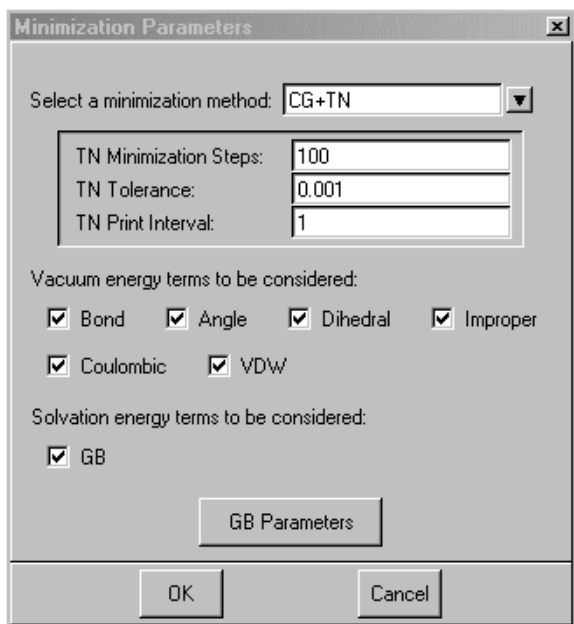 Minimization Parameters
Select a minimization method: CG+TN
TN Minimization Steps: 100
TN Tolerance: 0.001
TN Print Interval: 1
Vacuum energy terms to be considered:
Bond Angle Dihedral Improper
Coulombic VDW
Solvation energy terms to be considered:
GB
GB Parameters
OK Cancel